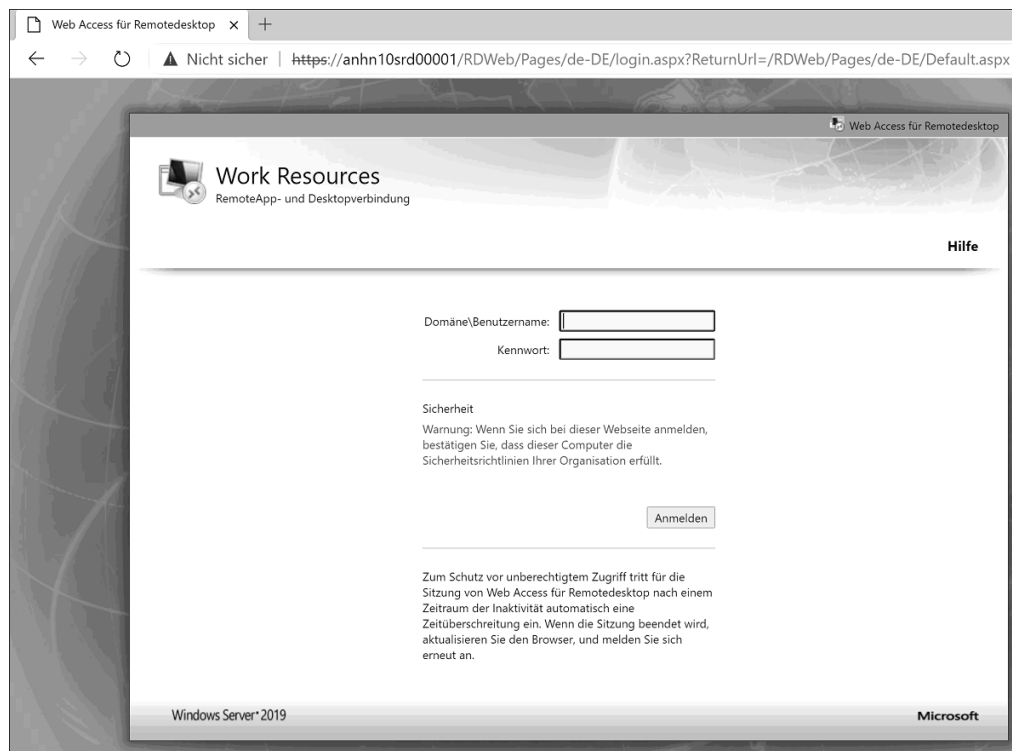 Web Access für Remotedesktop
Nicht sicher | https://anhn10srd00001/RDWeb/Pages/de-DE/login.aspx?ReturnUrl=/RDWeb/Pages/de-DE/Default.aspx
Web Access für Remotedesktop
Work Resources
RemoteApp- und Desktopverbindung
Hilfe
Domäne\Benutzername:
Kennwort:
Sicherheit
Warnung: Wenn Sie sich bei dieser Webseite anmelden,
bestätigen Sie, dass dieser Computer die
Sicherheitsrichtlinien Ihrer Organisation erfüllt.
Anmelden
Zum Schutz vor unberechtigtem Zugriff tritt für die
Sitzung von Web Access für Remotedesktop nach einem
Zeitraum der Inaktivität automatisch eine
Zeitüberschreitung ein. Wenn die Sitzung beendet wird,
aktualisieren Sie den Browser, und melden Sie sich
erneut an.
Windows Server® 2019
Microsoft